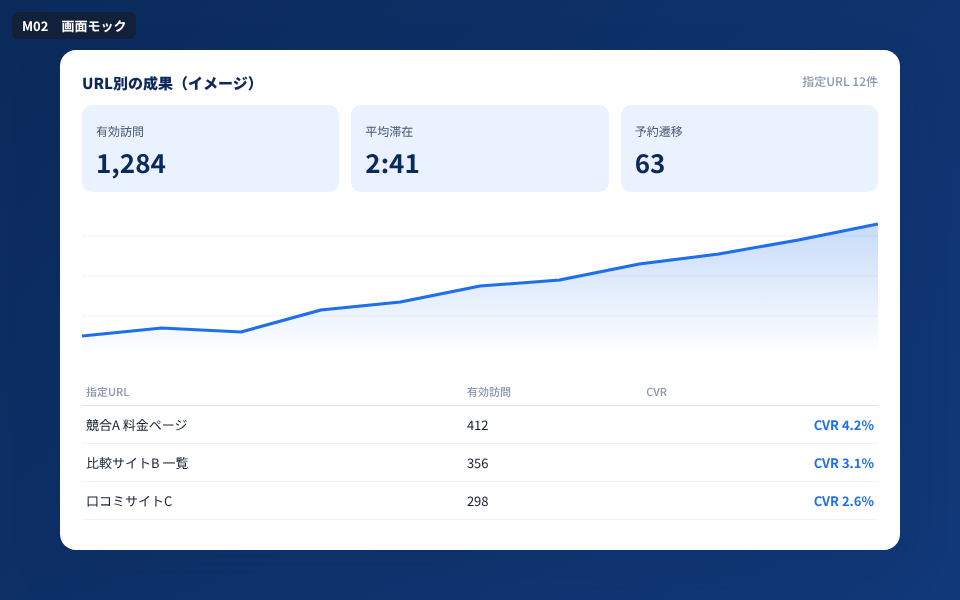 M02 画面モック
URL別の成果（イメージ）
指定URL 12件
有効訪問
1,284
平均滞在
2:41
予約遷移
63
指定URL 有効訪問 CVR
競合A 料金ページ 412 CVR 4.2%
比較サイトB 一覧 356 CVR 3.1%
口コミサイトC 298 CVR 2.6%